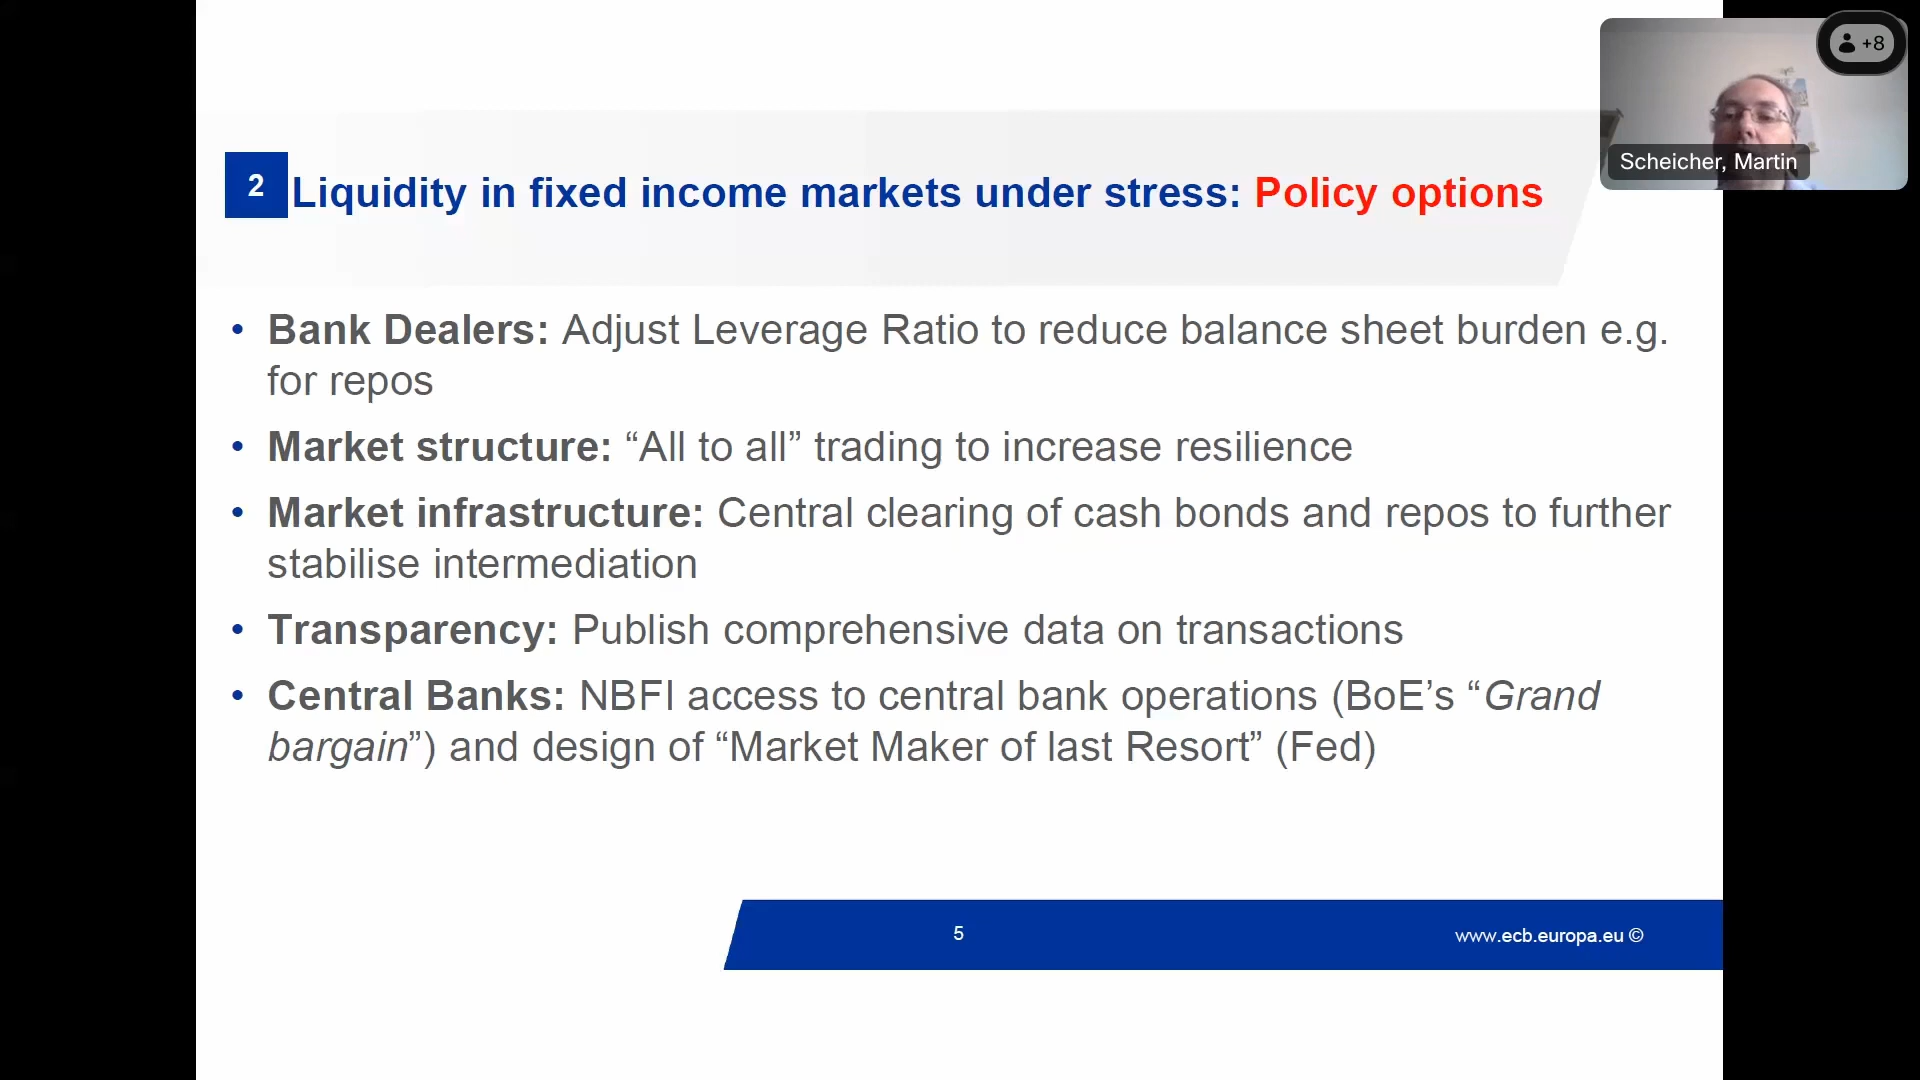 +8
Scheicher, Martin
2
Liquidity in fixed income markets under stress: Policy options
• Bank Dealers: Adjust Leverage Ratio to reduce balance sheet burden e.g.
for repos
• Market structure: “All to all” trading to increase resilience
• Market infrastructure: Central clearing of cash bonds and repos to further
stabilise intermediation
• Transparency: Publish comprehensive data on transactions
• Central Banks: NBFI access to central bank operations (BoE’s “Grand
bargain”) and design of “Market Maker of last Resort” (Fed)
5
www.ecb.europa.eu ©